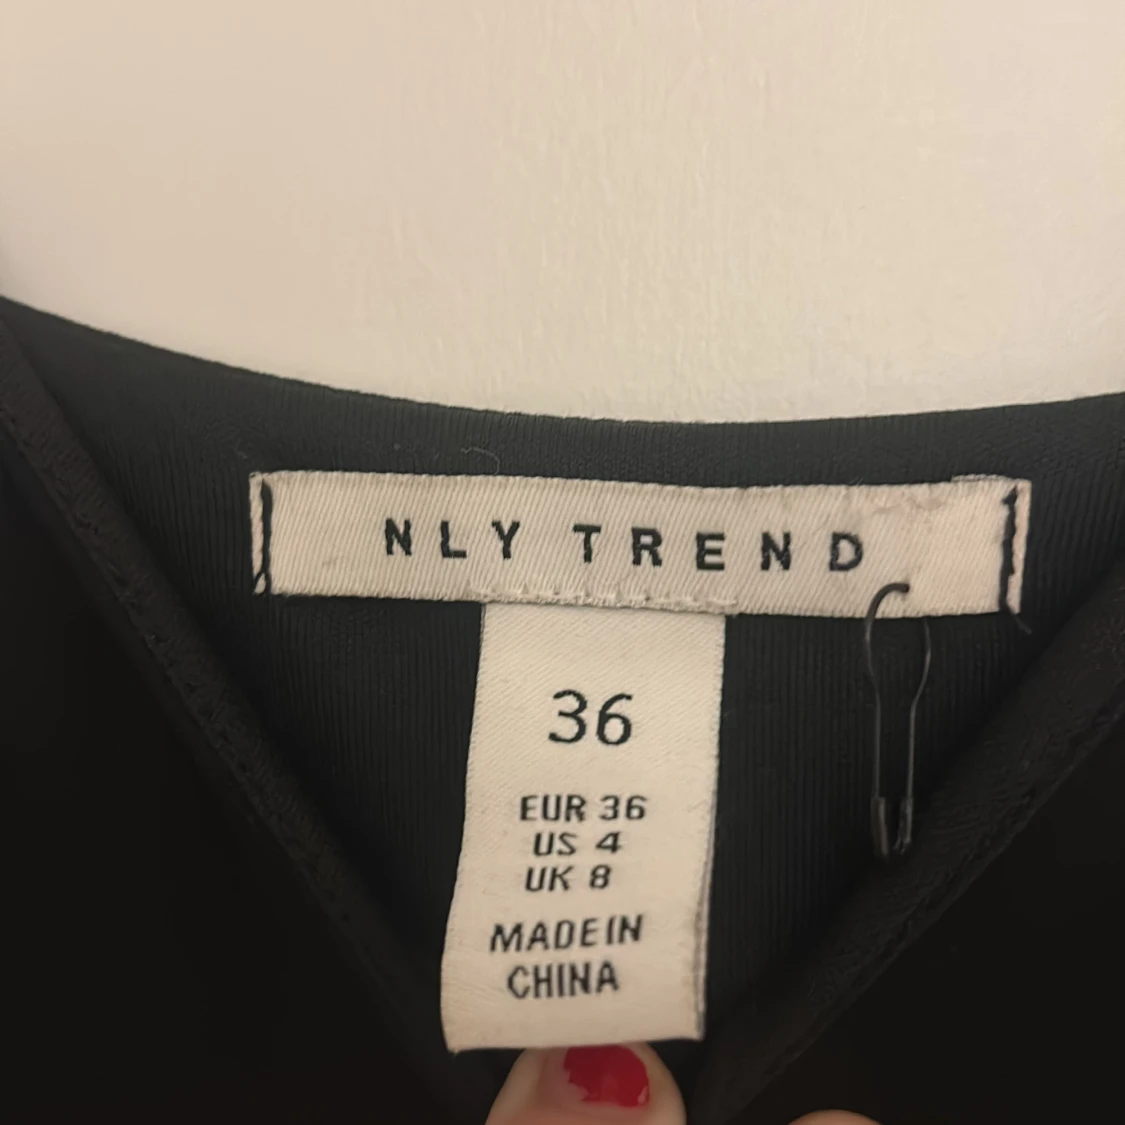 NLY TREND
36
EUR 36
US 4
UK 8
MADE IN
CHINA